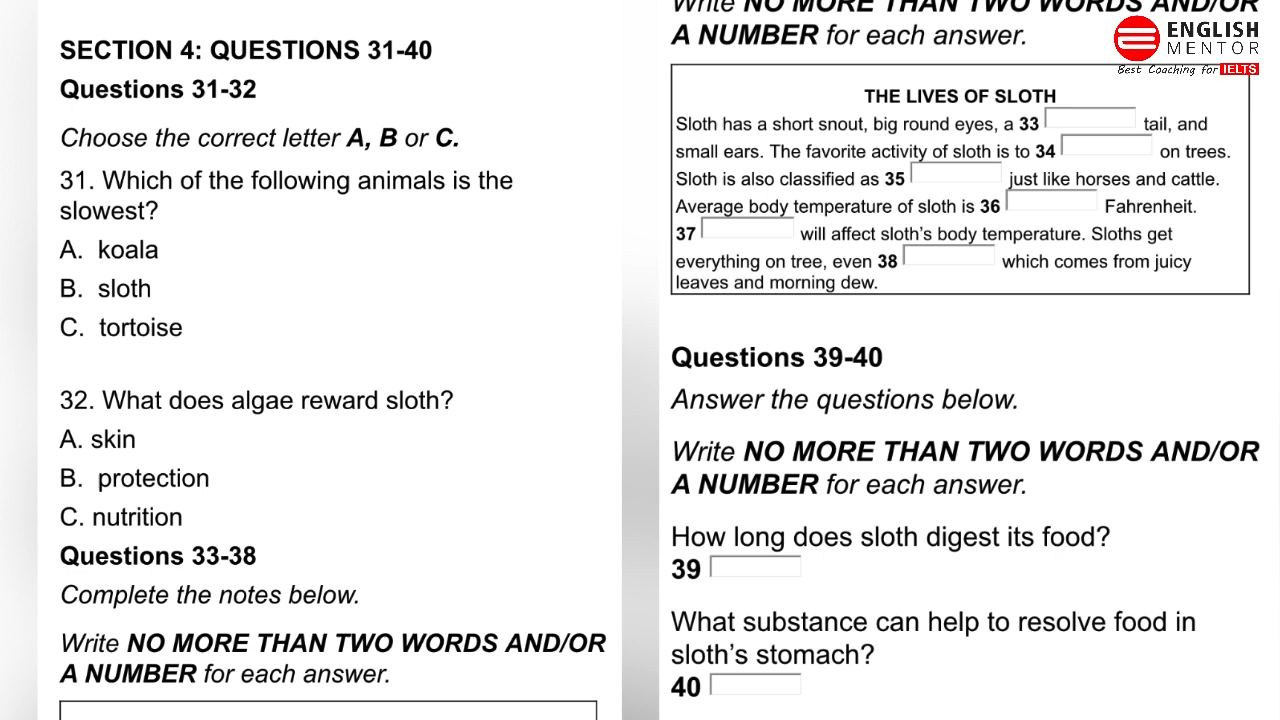 SECTION 4: QUESTIONS 31-40
Questions 31-32
Choose the correct letter A, B or C.
31. Which of the following animals is the
slowest?
A. koala
B. sloth
C. tortoise
32. What does algae reward sloth?
A. skin
B. protection
C. nutrition
Questions 33-38
Complete the notes below.
Write NO MORE THAN TWO WORDS AND/OR
A NUMBER for each answer.
Write NO MORE THAN TWO WORDS AND/OR
A NUMBER for each answer.
ENGLISH
MENTOR
Best Coaching for IELTS
THE LIVES OF SLOTH
Sloth has a short snout, big round eyes, a 33 tail, and
small ears. The favorite activity of sloth is to 34 on trees.
Sloth is also classified as 35 just like horses and cattle.
Average body temperature of sloth is 36 Fahrenheit.
37 will affect sloth's body temperature. Sloths get
everything on tree, even 38 which comes from juicy
leaves and morning dew.
Questions 39-40
Answer the questions below.
Write NO MORE THAN TWO WORDS AND/OR
A NUMBER for each answer.
How long does sloth digest its food?
39
What substance can help to resolve food in
sloth's stomach?
40